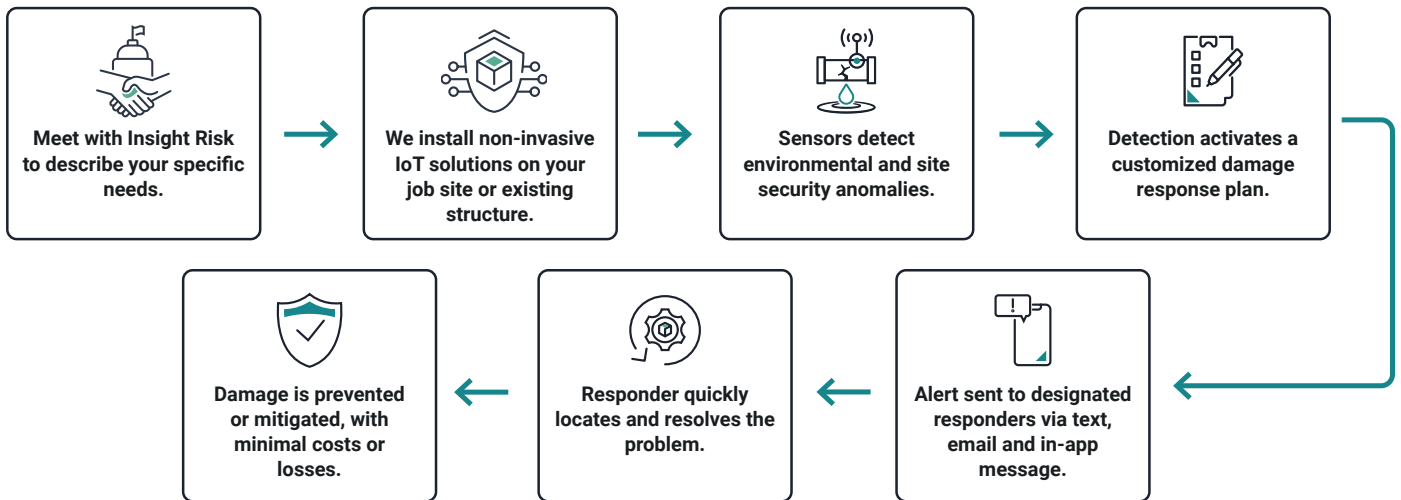 Meet with Insight Risk
to describe your specific
needs.
We install non-invasive
IoT solutions on your
job site or existing
structure.
Sensors detect
environmental and site
security anomalies.
Detection activates a
customized damage
response plan.
!
Alert sent to designated
responders via text,
email and in-app
message.
Responder quickly
locates and resolves the
problem.
Damage is prevented
or mitigated, with
minimal costs or
losses.